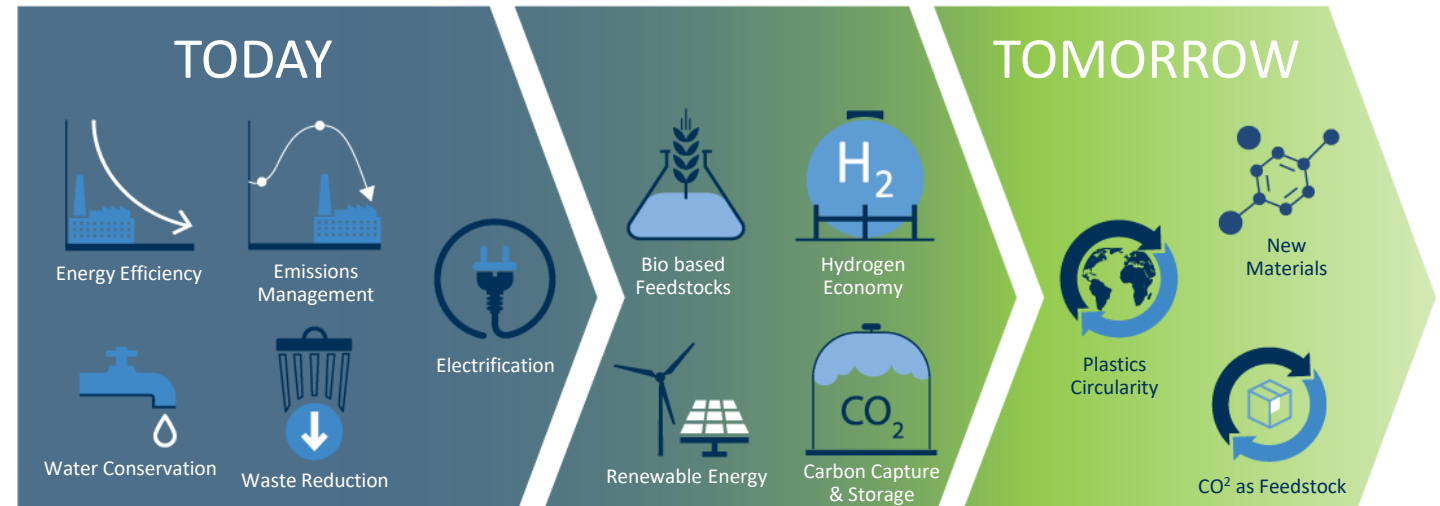 TODAY
Energy Efficiency
Emissions
Management
Water Conservation
Waste Reduction
Electrification
Bio based
Feedstocks
H₂
Hydrogen
Economy
Renewable Energy
CO₂
Carbon Capture
& Storage
TOMORROW
New
Materials
Plastics
Circularity
CO² as Feedstock